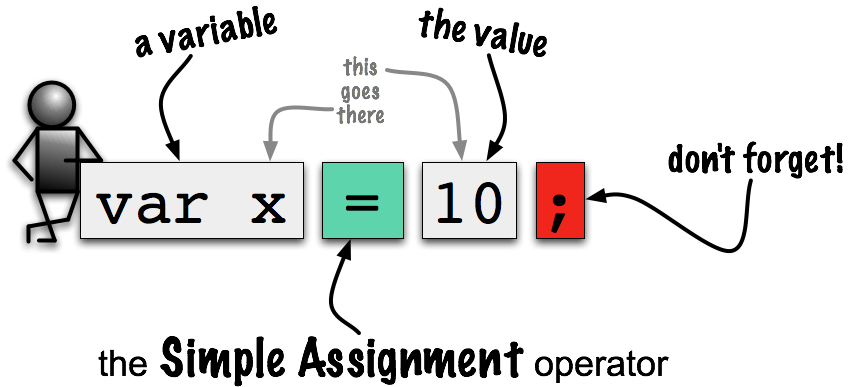 a variable
the value
this
goes
there
don't forget!
var x = 10 ;
the Simple Assignment operator